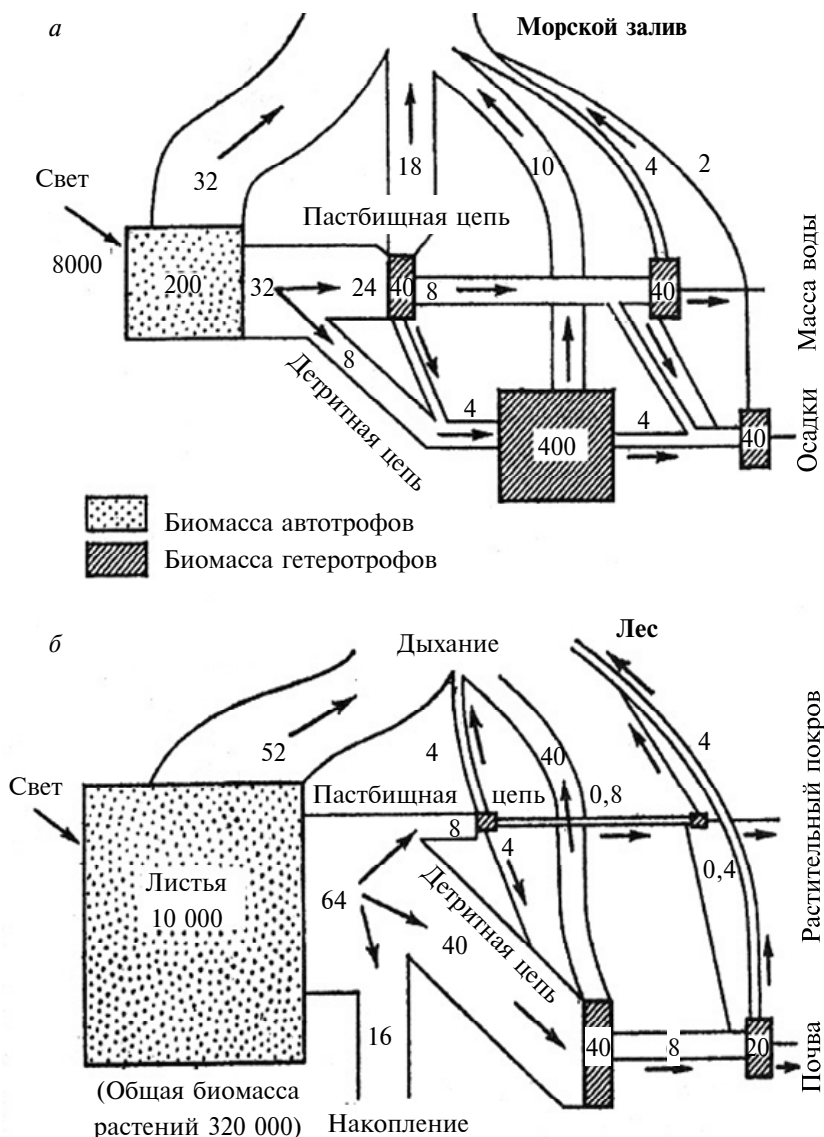 а
Морской залив
32
18
10
4
2
Свет
8000
Пастбищная цепь
200
32
24
40
8
40
Масса воды
8
Детритная цепь
4
400
4
40
Осадки
Биомасса автотрофов
Биомасса гетеротрофов
б
Лес
Дыхание
52
4
40
4
Свет
Пастбищная цепь
0,8
8
4
Листья
10 000
64
Детритная цепь
40
0,4
Растительный покров
16
40
8
20
Почва
(Общая биомасса
растений 320 000)
Накопление